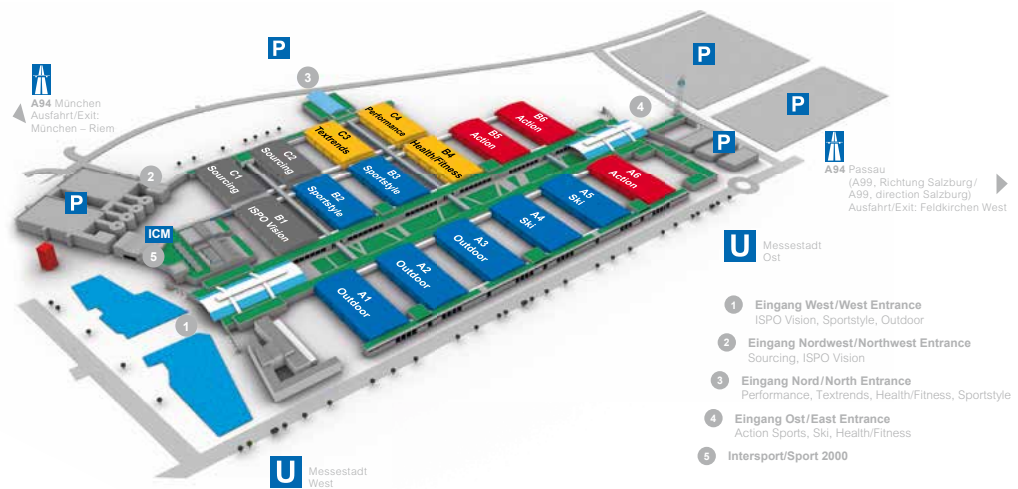 P
P
3
A94 München
Ausfahrt/Exit:
München – Riem
C4
Performance
B6
Action
4
P
C3
Textrends
B5
Action
P
B4
Health/Fitness
C2
Sourcing
A94 Passau
(A99, Richtung Salzburg/
A99, direction Salzburg)
Ausfahrt/Exit: Feldkirchen West
2
C1
Sourcing
B3
Sportstyle
A6
Action
P
B2
Sportstyle
A5
Ski
B1
ISPO Vision
A4
Ski
ICM
5
A3
Outdoor
U
Messestadt
Ost
A2
Outdoor
A1
Outdoor
1
1 Eingang West/West Entrance
ISPO Vision, Sportstyle, Outdoor
2 Eingang Nordwest/Northwest Entrance
Sourcing, ISPO Vision
3 Eingang Nord/North Entrance
Performance, Textrends, Health/Fitness, Sportstyle
4 Eingang Ost/East Entrance
Action Sports, Ski, Health/Fitness
5 Intersport/Sport 2000
U
Messestadt
West